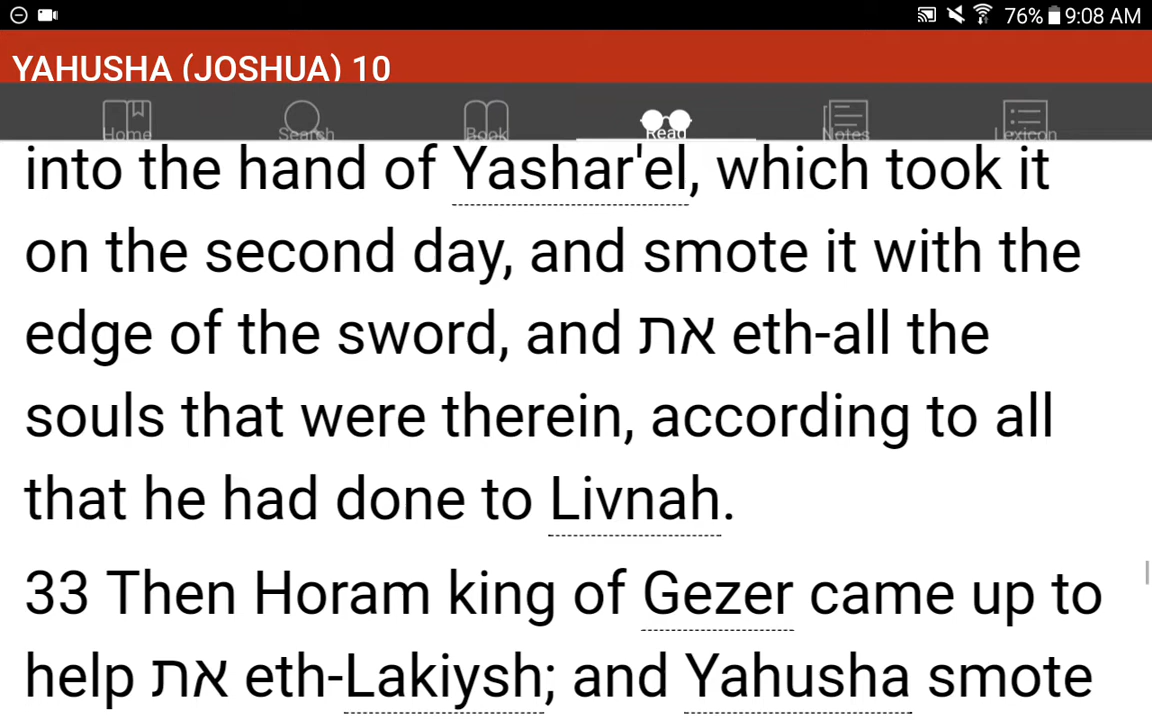 76% 9:08 AM
YAHUSHA (JOSHUA) 10
Home Search Book Read Notes Lexicon
into the hand of Yashar'el, which took it
on the second day, and smote it with the
edge of the sword, and את eth-all the
souls that were therein, according to all
that he had done to Livnah.
33 Then Horam king of Gezer came up to
help את eth-Lakiysh; and Yahusha smote